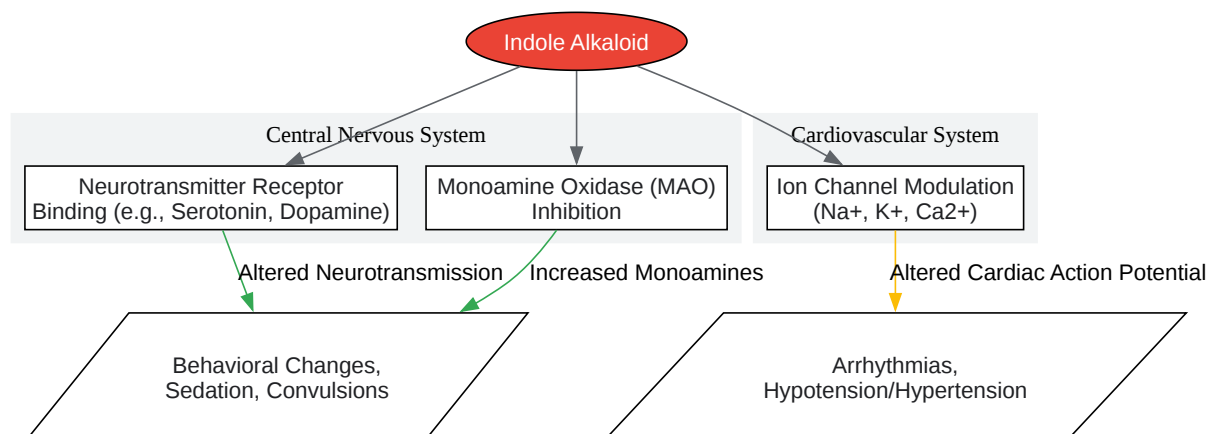 Indole Alkaloid
Central Nervous System
Cardiovascular System
Neurotransmitter Receptor
Binding (e.g., Serotonin, Dopamine)
Monoamine Oxidase (MAO)
Inhibition
Ion Channel Modulation
(Na+, K+, Ca2+)
Altered Neurotransmission
Increased Monoamines
Altered Cardiac Action Potential
Behavioral Changes,
Sedation, Convulsions
Arrhythmias,
Hypotension/Hypertension